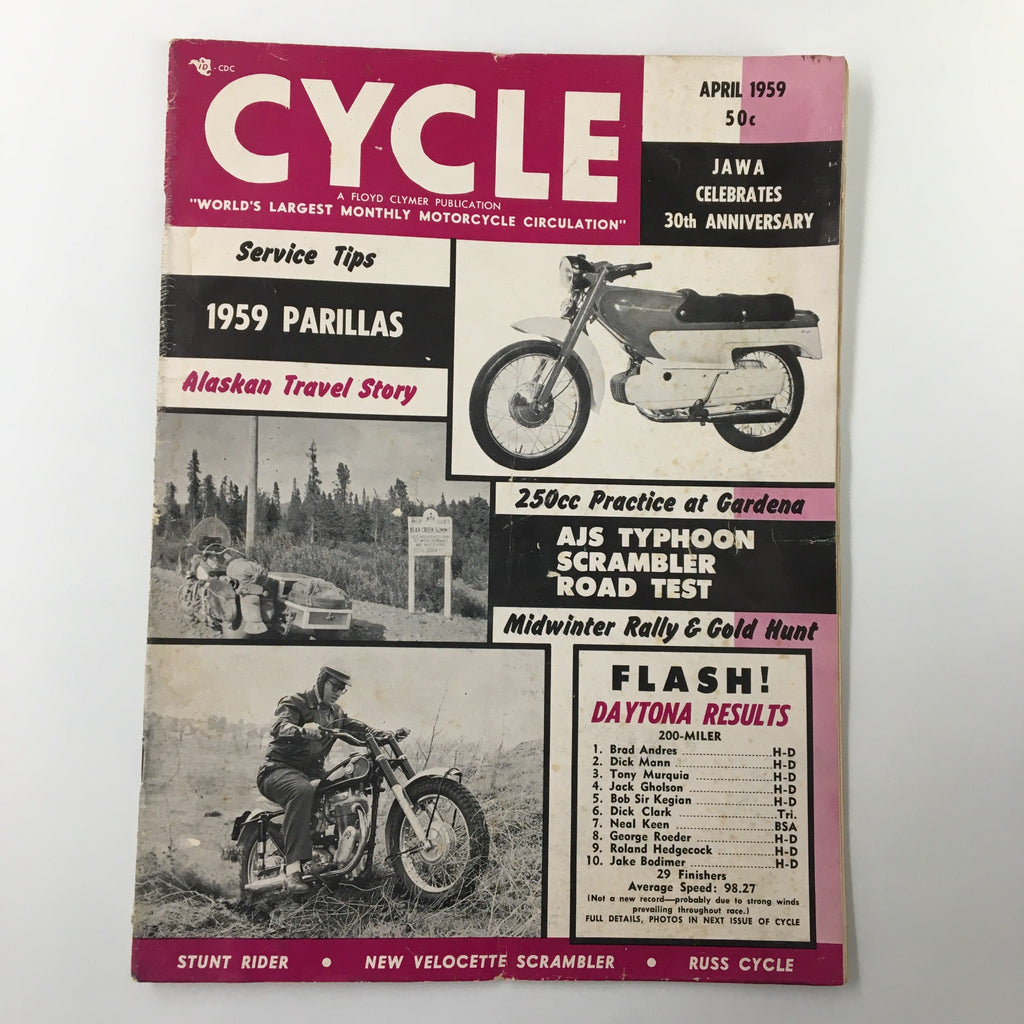 10 - CDC
CYCLE
A FLOYD CLYMER PUBLICATION
"WORLD'S LARGEST MONTHLY MOTORCYCLE CIRCULATION"
APRIL 1959
50c
JAWA
CELEBRATES
30th ANNIVERSARY
Service Tips
1959 PARILLAS
Alaskan Travel Story
BEAR CREEK SUMMIT
250cc Practice at Gardena
AJS TYPHOON
SCRAMBLER
ROAD TEST
Midwinter Rally & Gold Hunt
FLASH!
DAYTONA RESULTS
200-MILER
1. Brad Andres ........ H-D
2. Dick Mann ........ H-D
3. Tony Murquia ........ H-D
4. Jack Gholson ........ H-D
5. Bob Sir Kegian ........ H-D
6. Dick Clark ........ Tri.
7. Neal Keen ........ BSA
8. George Roeder ........ H-D
9. Roland Hedgecock ........ H-D
10. Jake Bodimer ........ H-D
29 Finishers
Average Speed: 98.27
(Not a new record—probably due to strong winds
prevailing throughout race.)
FULL DETAILS, PHOTOS IN NEXT ISSUE OF CYCLE
STUNT RIDER • NEW VELOCETTE SCRAMBLER • RUSS CYCLE